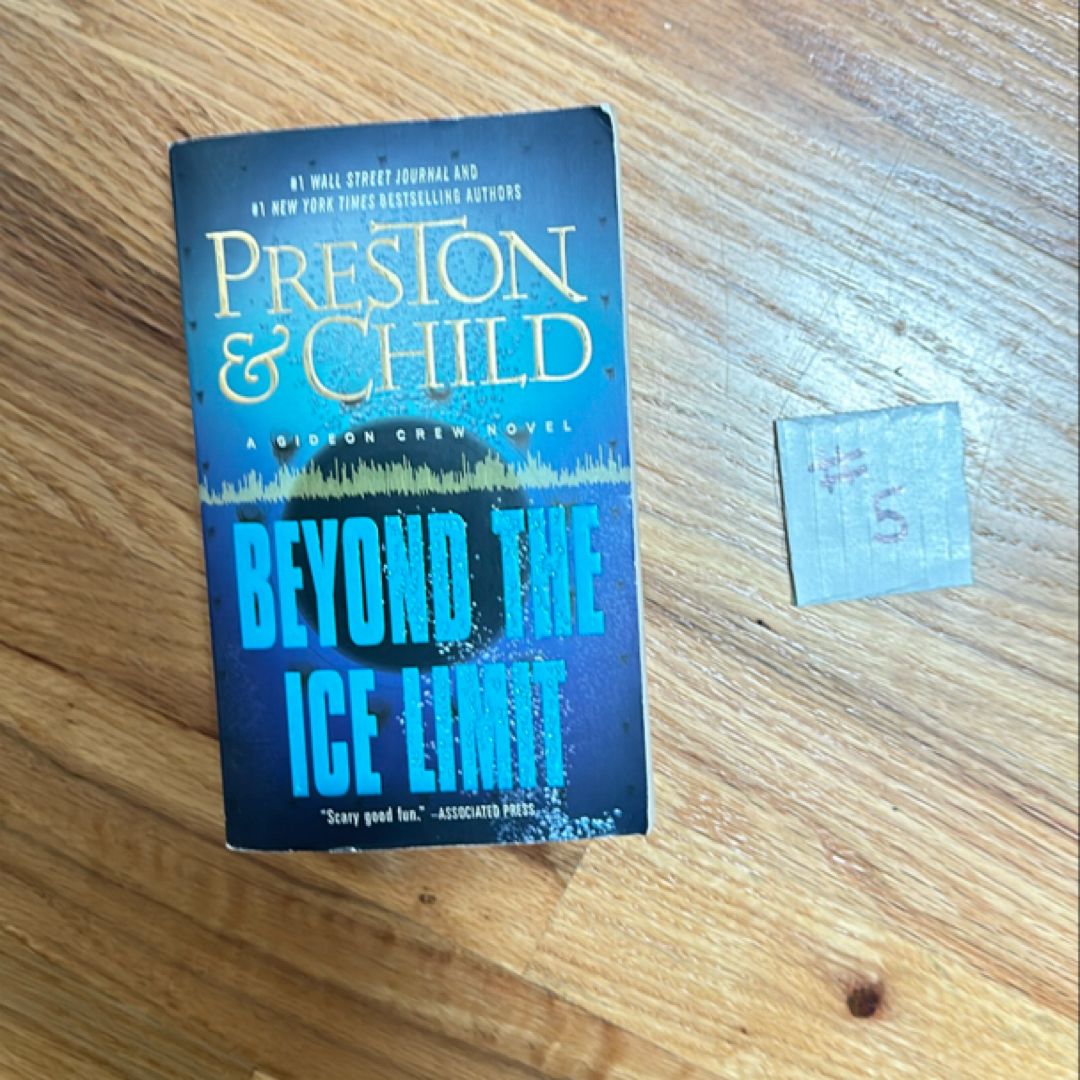 #1 WALL STREET JOURNAL AND
#1 NEW YORK TIMES BESTSELLING AUTHORS
PRESTON
& CHILD
A GIDEON CREW NOVEL
BEYOND THE
ICE LIMIT
"Scary good fun." —ASSOCIATED PRESS
#
5